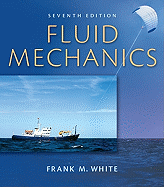 SEVENTH EDITION
FLUID
MECHANICS
FRANK M. WHITE